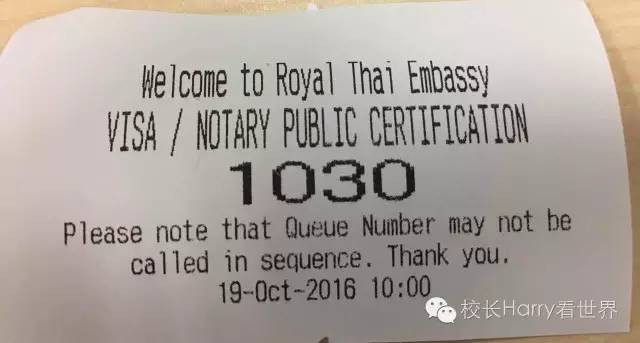 Welcome to Royal Thai Embassy
VISA / NOTARY PUBLIC CERTIFICATION
1030
Please note that Queue Number may not be
called in sequence. Thank you.
19-Oct-2016 10:00
校长Harry看世界